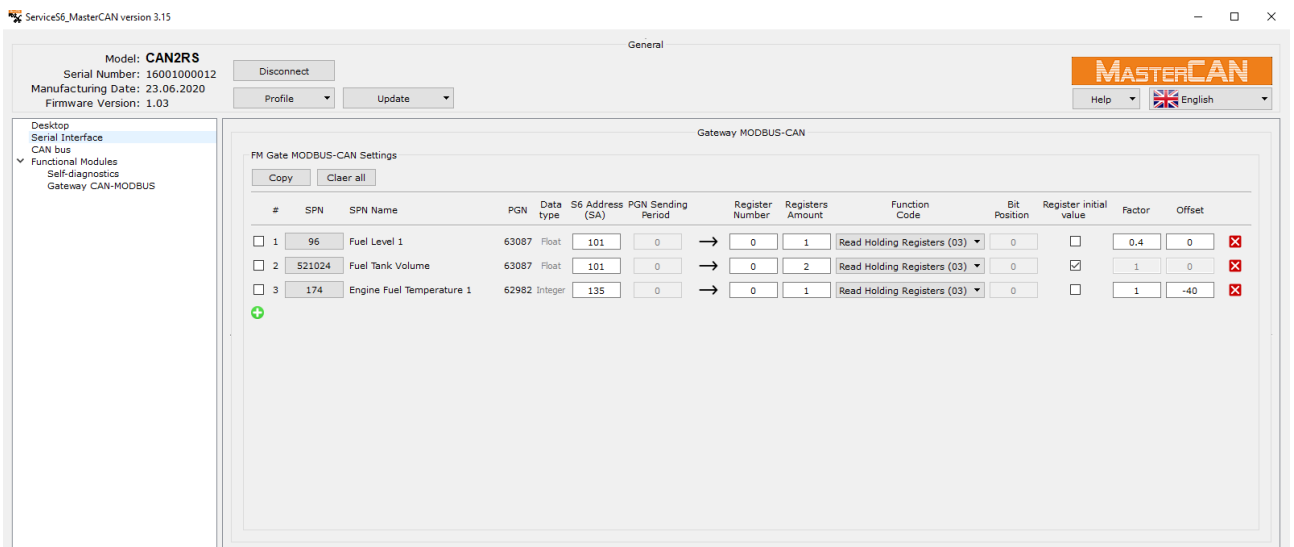 ServiceS6_MasterCAN version 3.15
General
Model: CAN2RS
Serial Number: 16001000012
Manufacturing Date: 23.06.2020
Firmware Version: 1.03
Disconnect
Profile
Update
MASTERCAN
Help
English
Desktop
Serial Interface
CAN bus
Functional Modules
Self-diagnostics
Gateway CAN-MODBUS
Gateway MODBUS-CAN
FM Gate MODBUS-CAN Settings
Copy
Claer all
# SPN SPN Name PGN Data type S6 Address (SA) PGN Sending Period Register Number Registers Amount Function Code Bit Position Register initial value Factor Offset
1 96 Fuel Level 1 63087 Float 101 0 → 0 1 Read Holding Registers (03) 0 0.4 0
2 521024 Fuel Tank Volume 63087 Float 101 0 → 0 2 Read Holding Registers (03) 0 1 0
3 174 Engine Fuel Temperature 1 62982 Integer 135 0 → 0 1 Read Holding Registers (03) 0 1 -40